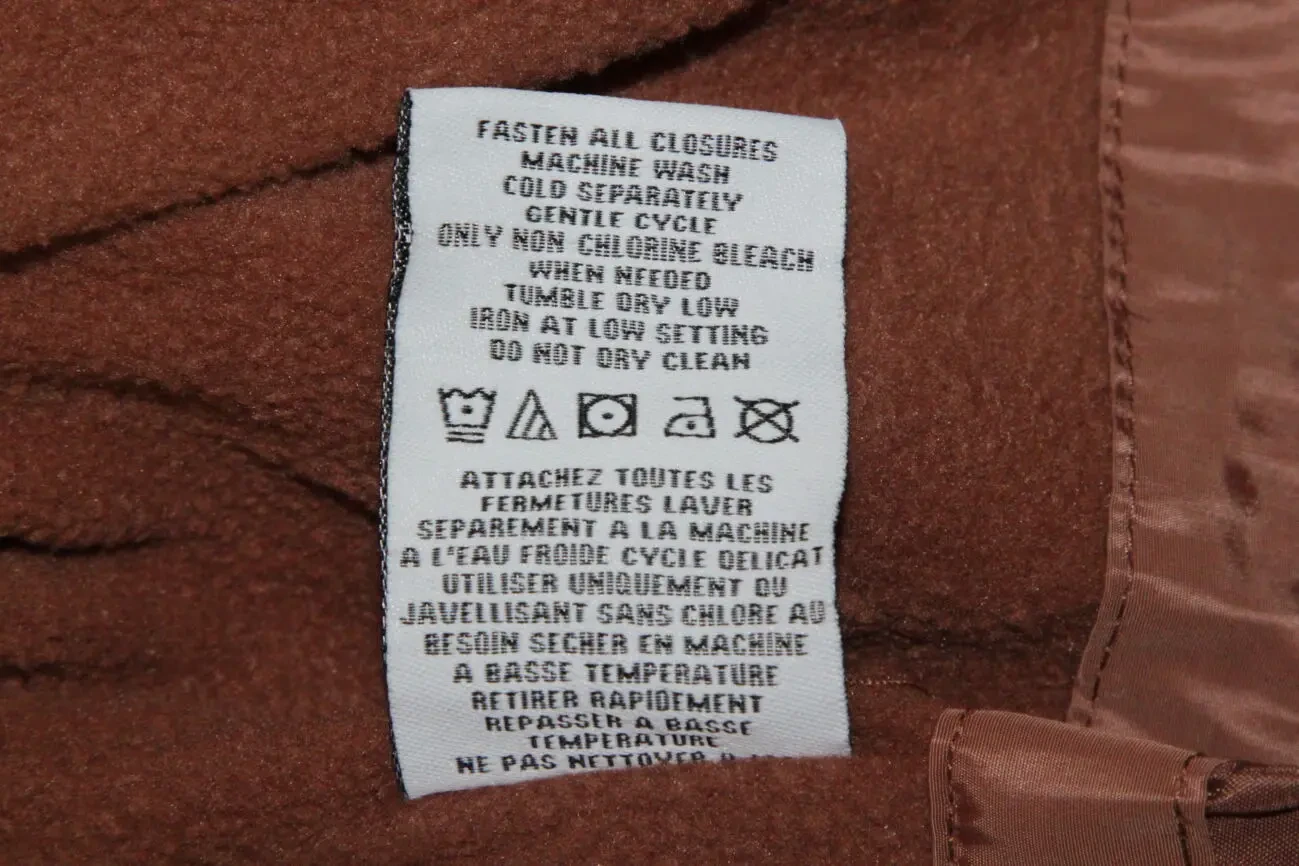 FASTEN ALL CLOSURES
MACHINE WASH
COLD SEPARATELY
GENTLE CYCLE
ONLY NON CHLORINE BLEACH
WHEN NEEDED
TUMBLE DRY LOW
IRON AT LOW SETTING
DO NOT DRY CLEAN
ATTACHEZ TOUTES LES
FERMETURES LAVER
SEPAREMENT A LA MACHINE
A L'EAU FROIDE CYCLE DELICAT
UTILISER UNIQUEMENT DU
JAVELLISANT SANS CHLORE AU
BESOIN SECHER EN MACHINE
A BASSE TEMPERATURE
RETIRER RAPIDEMENT
REPASSER A BASSE
TEMPERATURE
NE PAS NETTOYER A